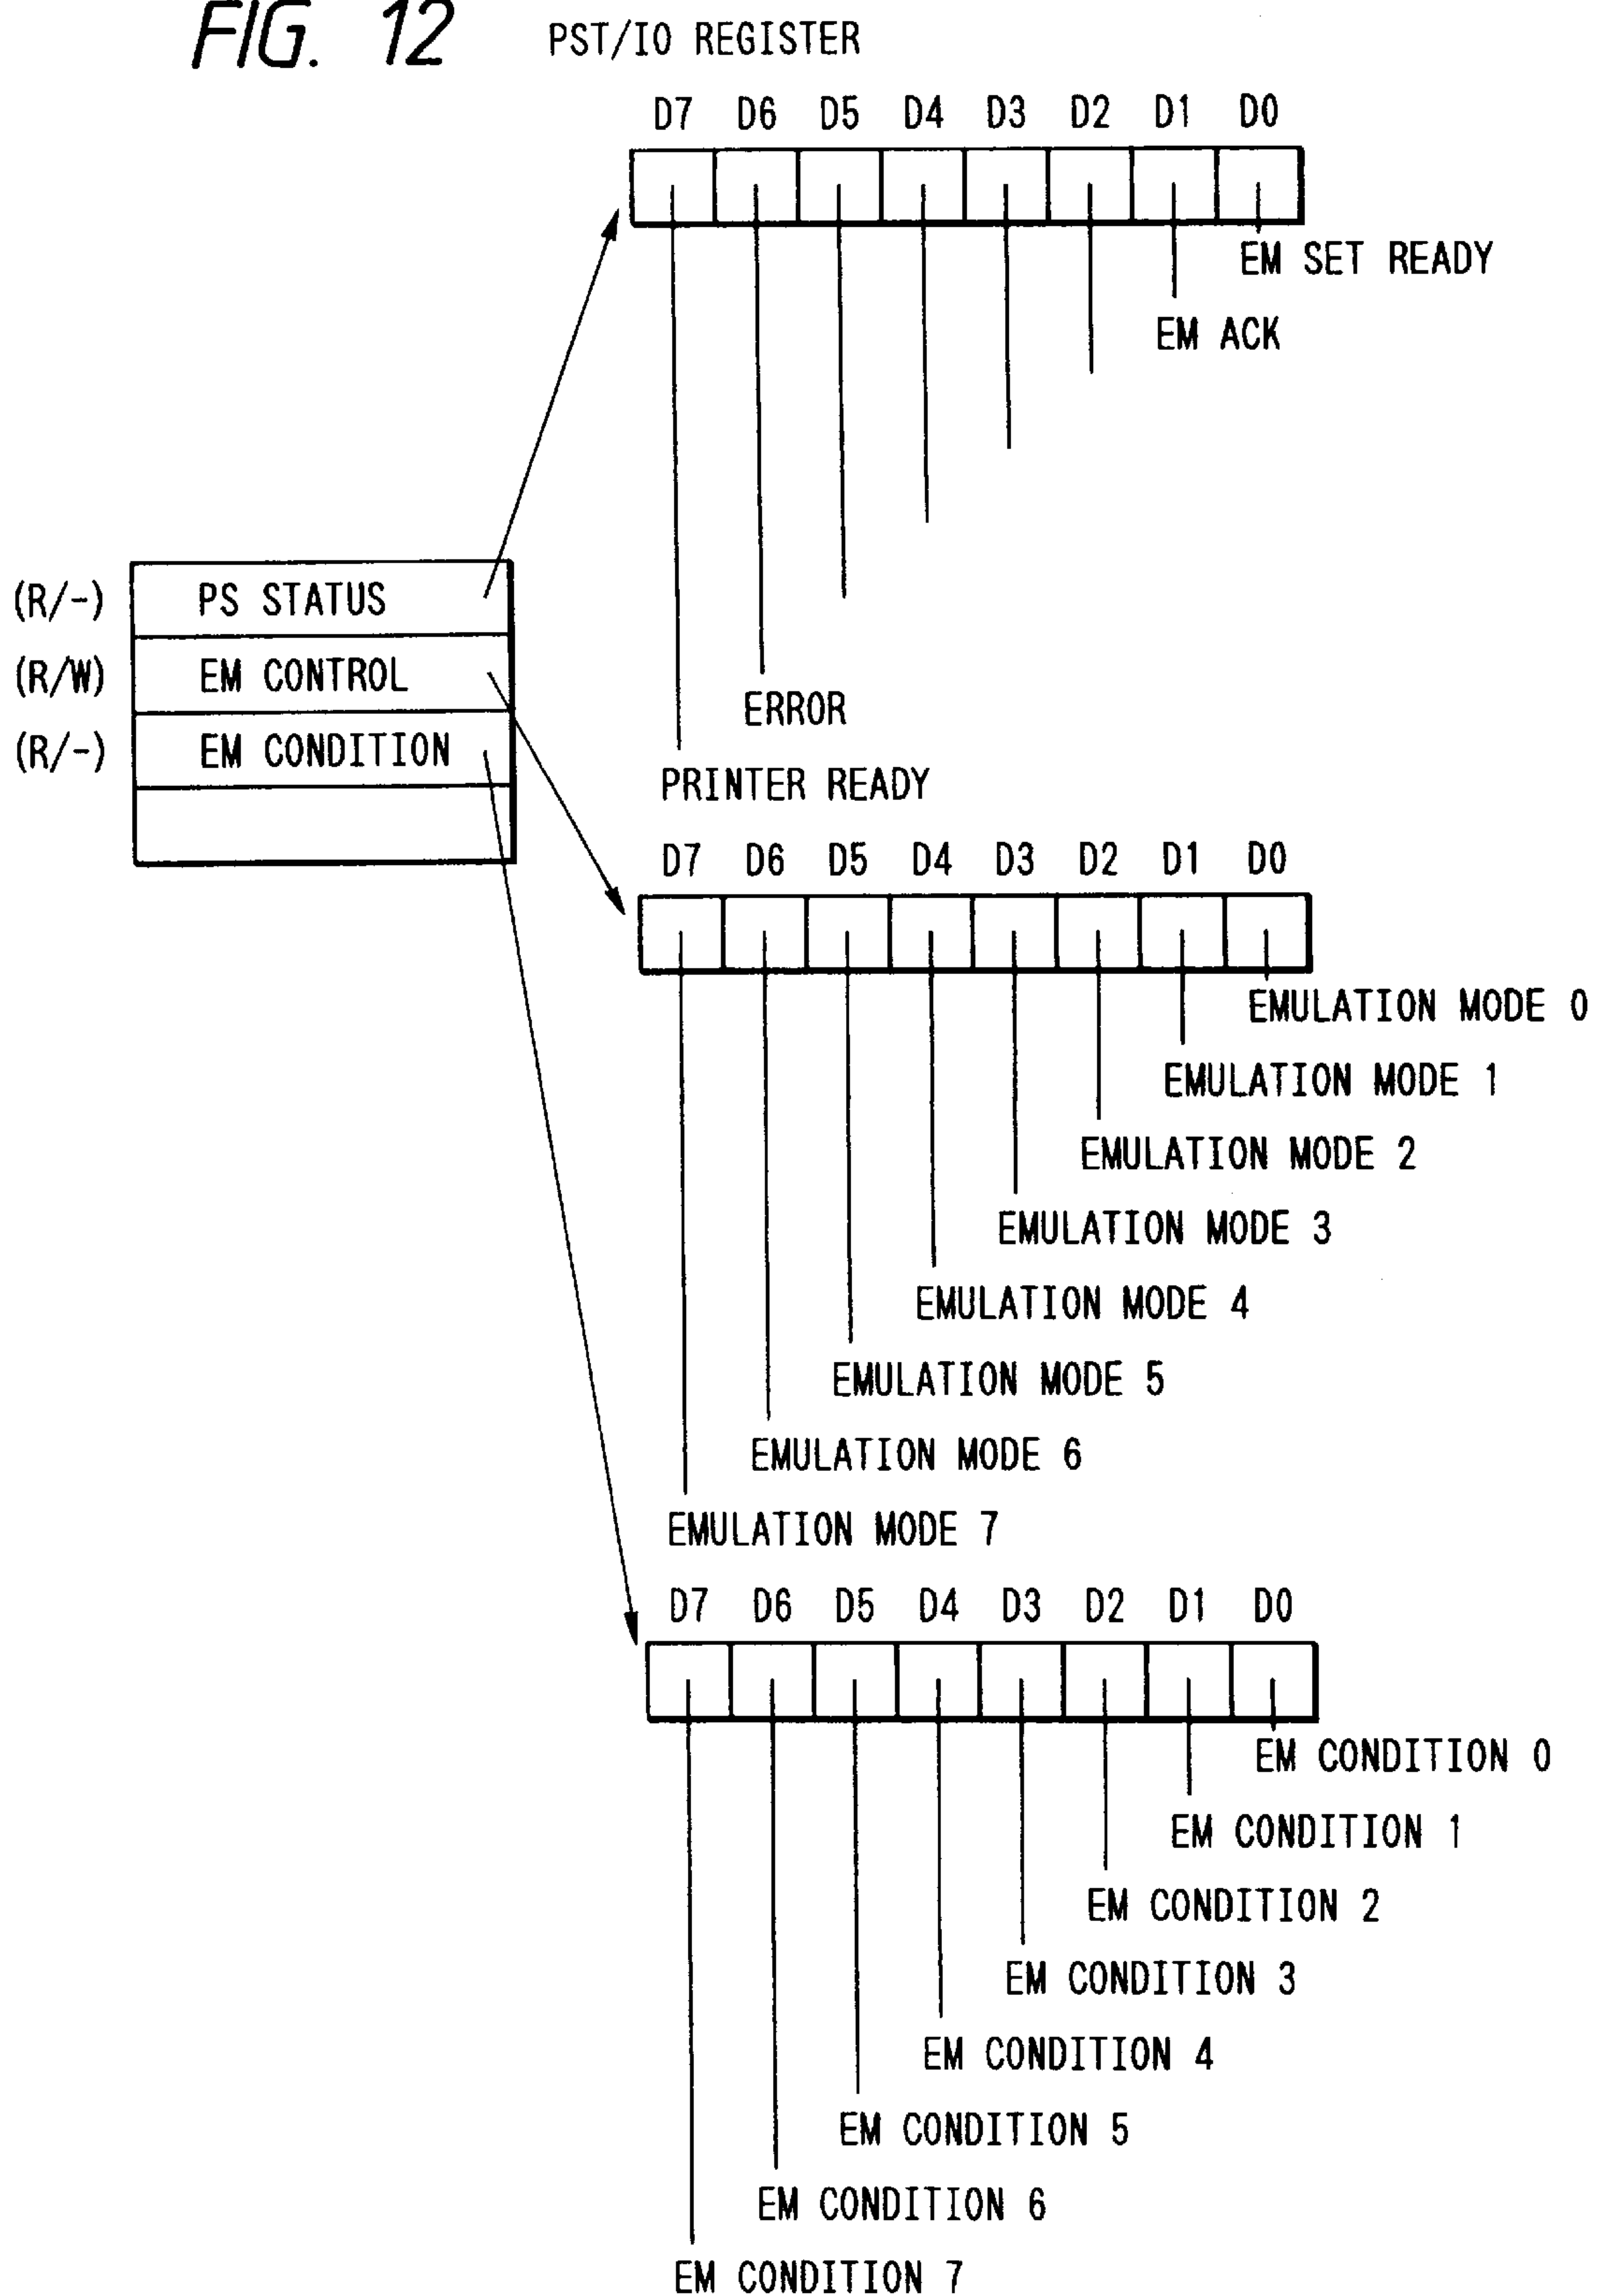 FIG. 12
PST/IO REGISTER
D7 D6 D5 D4 D3 D2 D1 D0
EM SET READY
EM ACK
(R/-) PS STATUS
(R/W) EM CONTROL
(R/-) EM CONDITION
ERROR
PRINTER READY
D7 D6 D5 D4 D3 D2 D1 D0
EMULATION MODE 0
EMULATION MODE 1
EMULATION MODE 2
EMULATION MODE 3
EMULATION MODE 4
EMULATION MODE 5
EMULATION MODE 6
EMULATION MODE 7
D7 D6 D5 D4 D3 D2 D1 D0
EM CONDITION 0
EM CONDITION 1
EM CONDITION 2
EM CONDITION 3
EM CONDITION 4
EM CONDITION 5
EM CONDITION 6
EM CONDITION 7